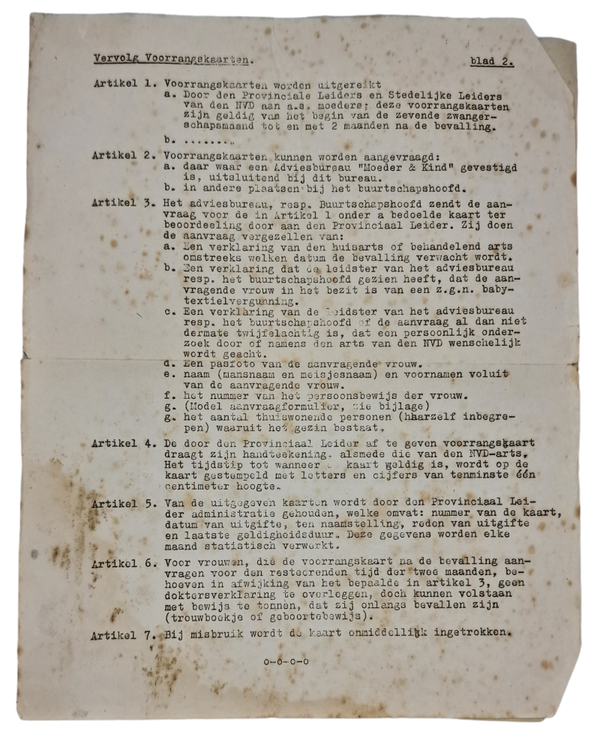 Vervolg Voorrangskaarten. blad 2.
Artikel 1. Voorrangskaarten worden uitgereikt
a. Door den Provinciale Leiders en Stedelijke Leiders
van den NVD aan a.s. moeders; deze voorrangskaarten
zijn geldig van het begin van de zevende zwanger-
schapsmaand tot en met 2 maanden na de bevalling.
b. ........
Artikel 2. Voorrangskaarten kunnen worden aangevraagd:
a. daar waar een Adviesbureau "Moeder & Kind" gevestigd
is, uitsluitend bij dit bureau.
b. in andere plaatsen bij het buurtschapshoofd.
Artikel 3. Het adviesbureau, resp. Buurtschapshoofd zendt de aan-
vraag voor de in Artikel 1 onder a bedoelde kaart ter
beoordeeling door aan den Provinciaal Leider. Zij doen
de aanvraag vergezellen van:
a. Een verklaring van den huisarts of behandelend arts
omstreeks welken datum de bevalling verwacht wordt.
b. Een verklaring dat de leidster van het adviesbureau
resp. het buurtschapshoofd gezien heeft, dat de aan-
vragende vrouw in het bezit is van een z.g.n. baby-
textielvergunning.
c. Een verklaring van de leidster van het adviesbureau
resp. het buurtschapshoofd of de aanvraag al dan niet
dermate twijfelachtig is, dat een persoonlijk onder-
zoek door of namens den arts van den NVD wenschelijk
wordt geacht.
d. Een pasfoto van de aanvragende vrouw.
e. naam (mansnaam en meisjesnaam) en voornamen voluit
van de aanvragende vrouw.
f. het nummer van het persoonsbewijs der vrouw.
g. (Model aanvraagformulier, zie bijlage)
g. het aantal thuiswonende personen (haarzelf inbegre-
pen) waaruit het gezin bestaat.
Artikel 4. De door den Provinciaal Leider af te geven voorrangskaart
draagt zijn handteekening, alsmede die van den NVD-arts.
Het tijdstip tot wanneer de kaart geldig is, wordt op de
kaart gestempeld met letters en cijfers van tenminste één
centimeter hoogte.
Artikel 5. Van de uitgegeven kaarten wordt door den Provinciaal Lei-
der administratie gehouden, welke omvat: nummer van de kaart,
datum van uitgifte, ten naamstelling, reden van uitgifte
en laatste geldigheidsduur. Deze gegevens worden elke
maand statistisch verwerkt.
Artikel 6. Voor vrouwen, die de voorrangskaart na de bevalling aan-
vragen voor den resteerenden tijd der twee maanden, be-
hoeven in afwijking van het bepaalde in artikel 3, geen
doktersverklaring te overleggen, doch kunnen volstaan
met bewijs te toonen, dat zij onlangs bevallen zijn
(trouwboekje of geboortebewijs).
Artikel 7. Bij misbruik wordt de kaart onmiddellijk ingetrokken.
o-o-o-o